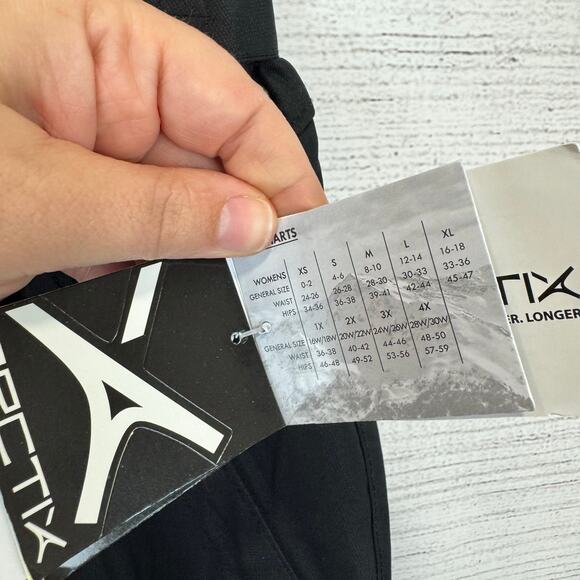 HARTS
WOMENS XS S M L XL
GENERAL SIZE 0-2 4-6 8-10 12-14 16-18
WAIST 24-26 26-28 28-30 30-33 33-36
HIPS 34-36 36-38 39-41 42-44 45-47
1X 2X 3X 4X
GENERAL SIZE 16W/18W 20W/22W 24W/26W 28W/30W
WAIST 36-38 40-42 44-46 48-50
HIPS 46-48 49-52 53-56 57-59
TIX
ER. LONGER
ARCTIX